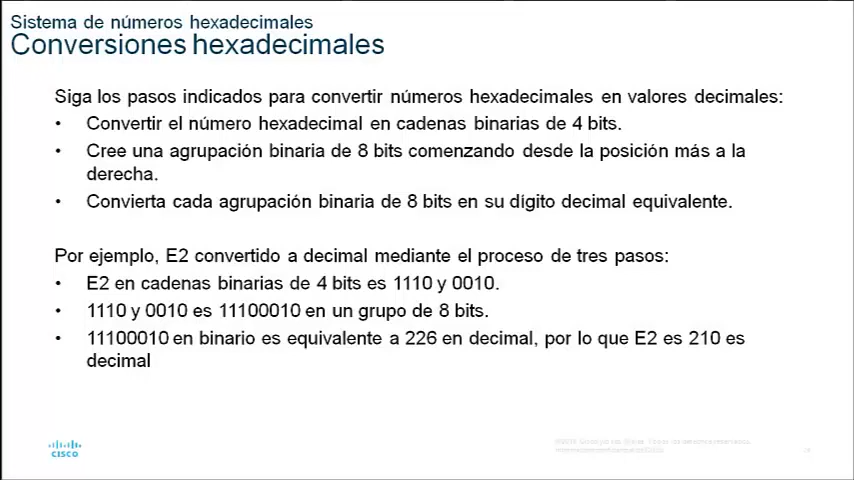 Sistema de números hexadecimales
Conversiones hexadecimales
Siga los pasos indicados para convertir números hexadecimales en valores decimales:
• Convertir el número hexadecimal en cadenas binarias de 4 bits.
• Cree una agrupación binaria de 8 bits comenzando desde la posición más a la
derecha.
• Convierta cada agrupación binaria de 8 bits en su dígito decimal equivalente.
Por ejemplo, E2 convertido a decimal mediante el proceso de tres pasos:
• E2 en cadenas binarias de 4 bits es 1110 y 0010.
• 1110 y 0010 es 11100010 en un grupo de 8 bits.
• 11100010 en binario es equivalente a 226 en decimal, por lo que E2 es 210 es
decimal
CISCO